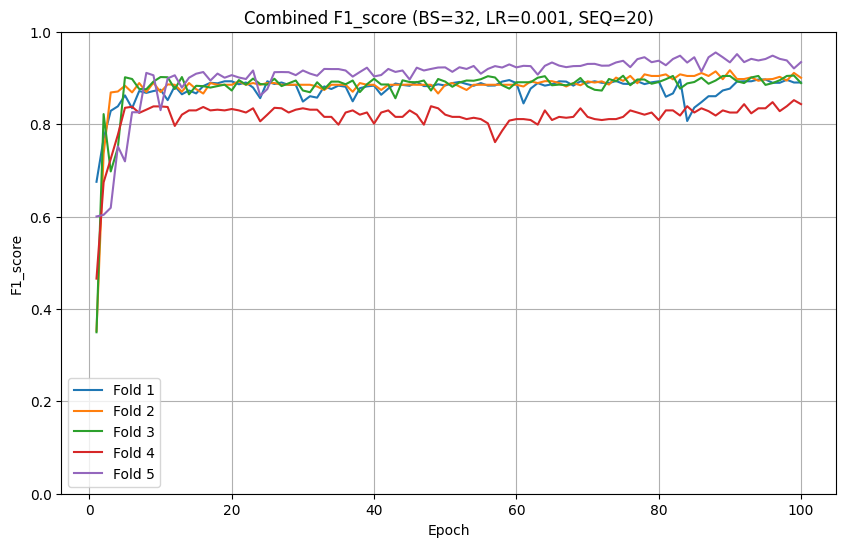 Combined F1_score (BS=32, LR=0.001, SEQ=20)
F1_score
1.0
0.8
0.6
0.4
0.2
0.0
Fold 1
Fold 2
Fold 3
Fold 4
Fold 5
0 20 40 60 80 100
Epoch